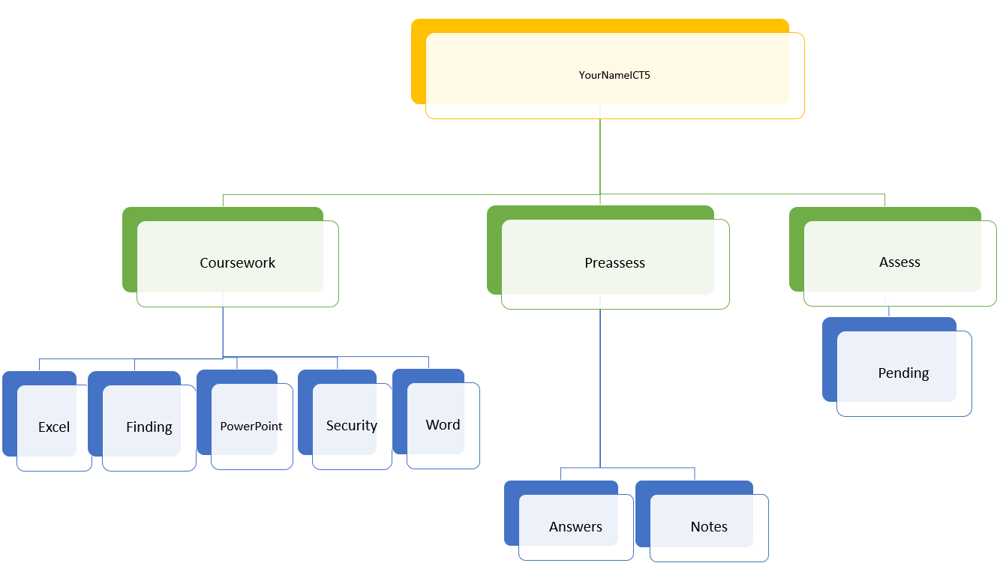 YourNameICT5
Coursework
Preassess
Assess
Pending
Excel
Finding
PowerPoint
Security
Word
Answers
Notes